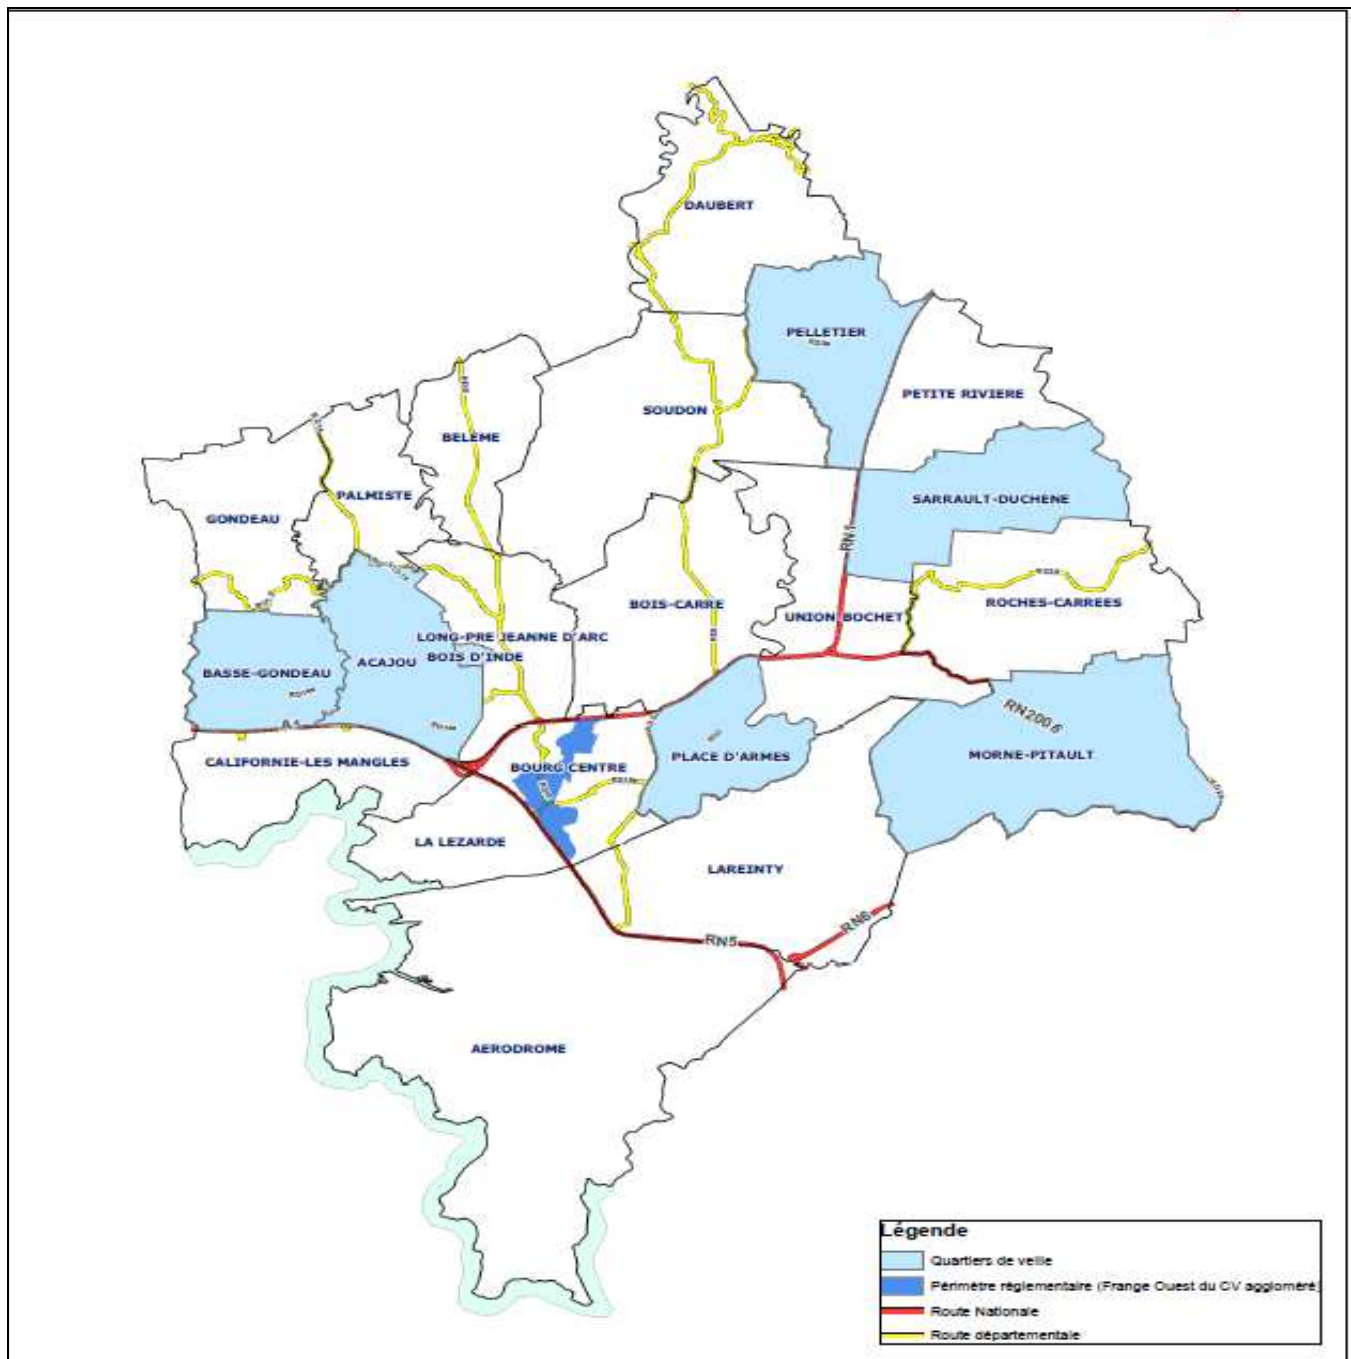 DAUBERT
PELLETIER
PETITE RIVIERE
SOUDON
BELEME
PALMISTE
GONDEAU
SARRAULT-DUCHENE
RN1
BOIS-CARRE
ROCHES-CARREES
UNION BOCHET
LONG-PRE JEANNE D'ARC
BOIS D'INDE
ACAJOU
BASSE-GONDEAU
RN2006
A1
PLACE D'ARMES
MORNE-PITAULT
CALIFORNIE-LES MANGLES
BOURG CENTRE
LA LEZARDE
LAREINTY
RN6
RN5
AERODROME
Légende
Quartiers de veille
Périmètre réglementaire (Frange Ouest du CV aggloméré)
Route Nationale
Route départementale